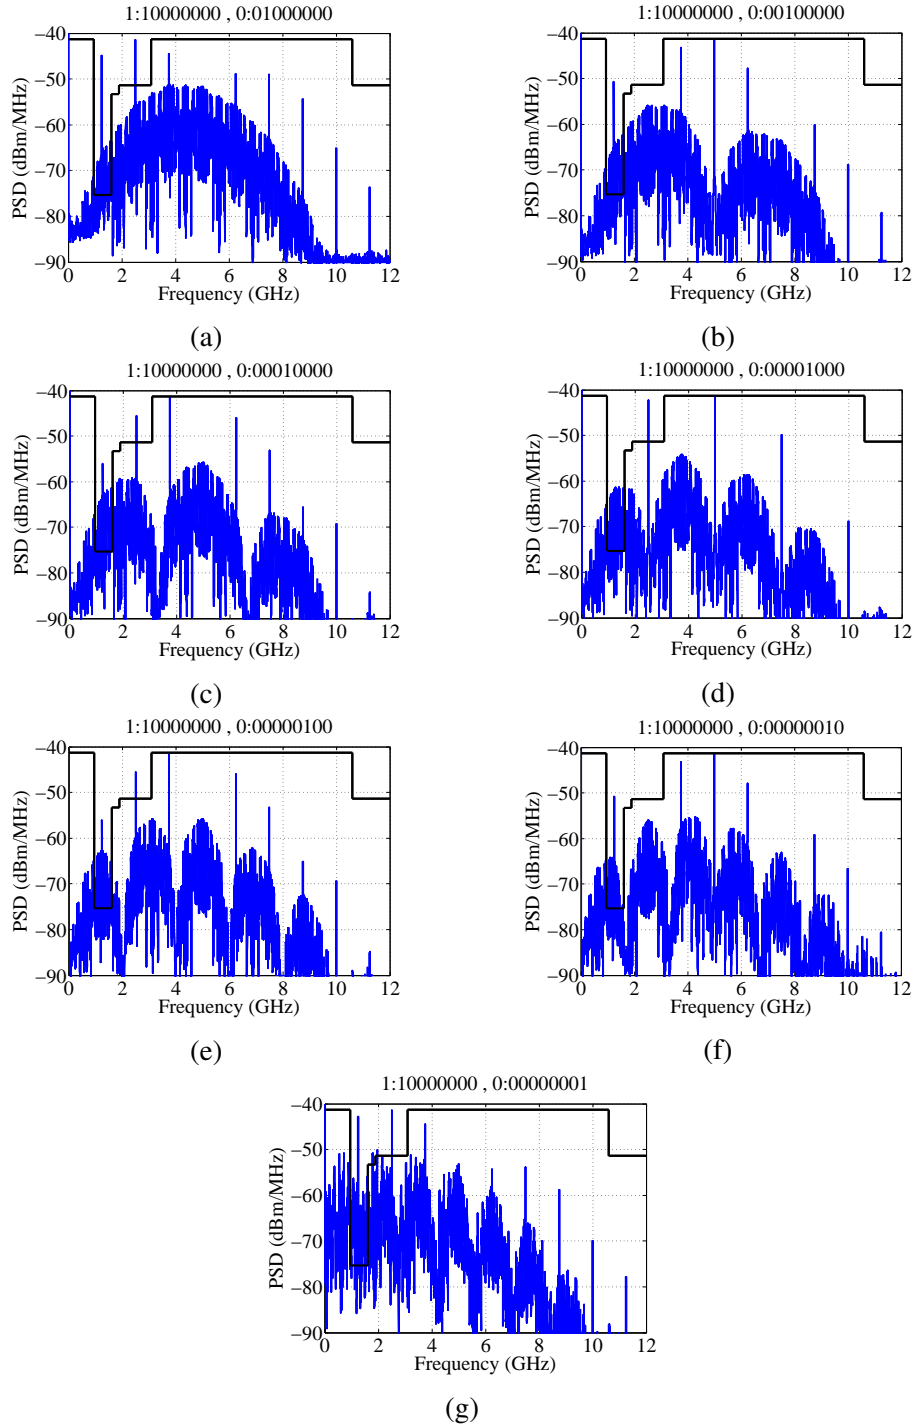 1:10000000 , 0:01000000
1:10000000 , 0:00100000
−40
−50
−60
−70
−80
−90
PSD (dBm/MHz)
0 2 4 6 8 10 12
Frequency (GHz)
(a)
−40
−50
−60
−70
−80
−90
PSD (dBm/MHz)
0 2 4 6 8 10 12
Frequency (GHz)
(b)
1:10000000 , 0:00010000
1:10000000 , 0:00001000
−40
−50
−60
−70
−80
−90
PSD (dBm/MHz)
0 2 4 6 8 10 12
Frequency (GHz)
(c)
−40
−50
−60
−70
−80
−90
PSD (dBm/MHz)
0 2 4 6 8 10 12
Frequency (GHz)
(d)
1:10000000 , 0:00000100
1:10000000 , 0:00000010
−40
−50
−60
−70
−80
−90
PSD (dBm/MHz)
0 2 4 6 8 10 12
Frequency (GHz)
(e)
−40
−50
−60
−70
−80
−90
PSD (dBm/MHz)
0 2 4 6 8 10 12
Frequency (GHz)
(f)
1:10000000 , 0:00000001
−40
−50
−60
−70
−80
−90
PSD (dBm/MHz)
0 2 4 6 8 10 12
Frequency (GHz)
(g)